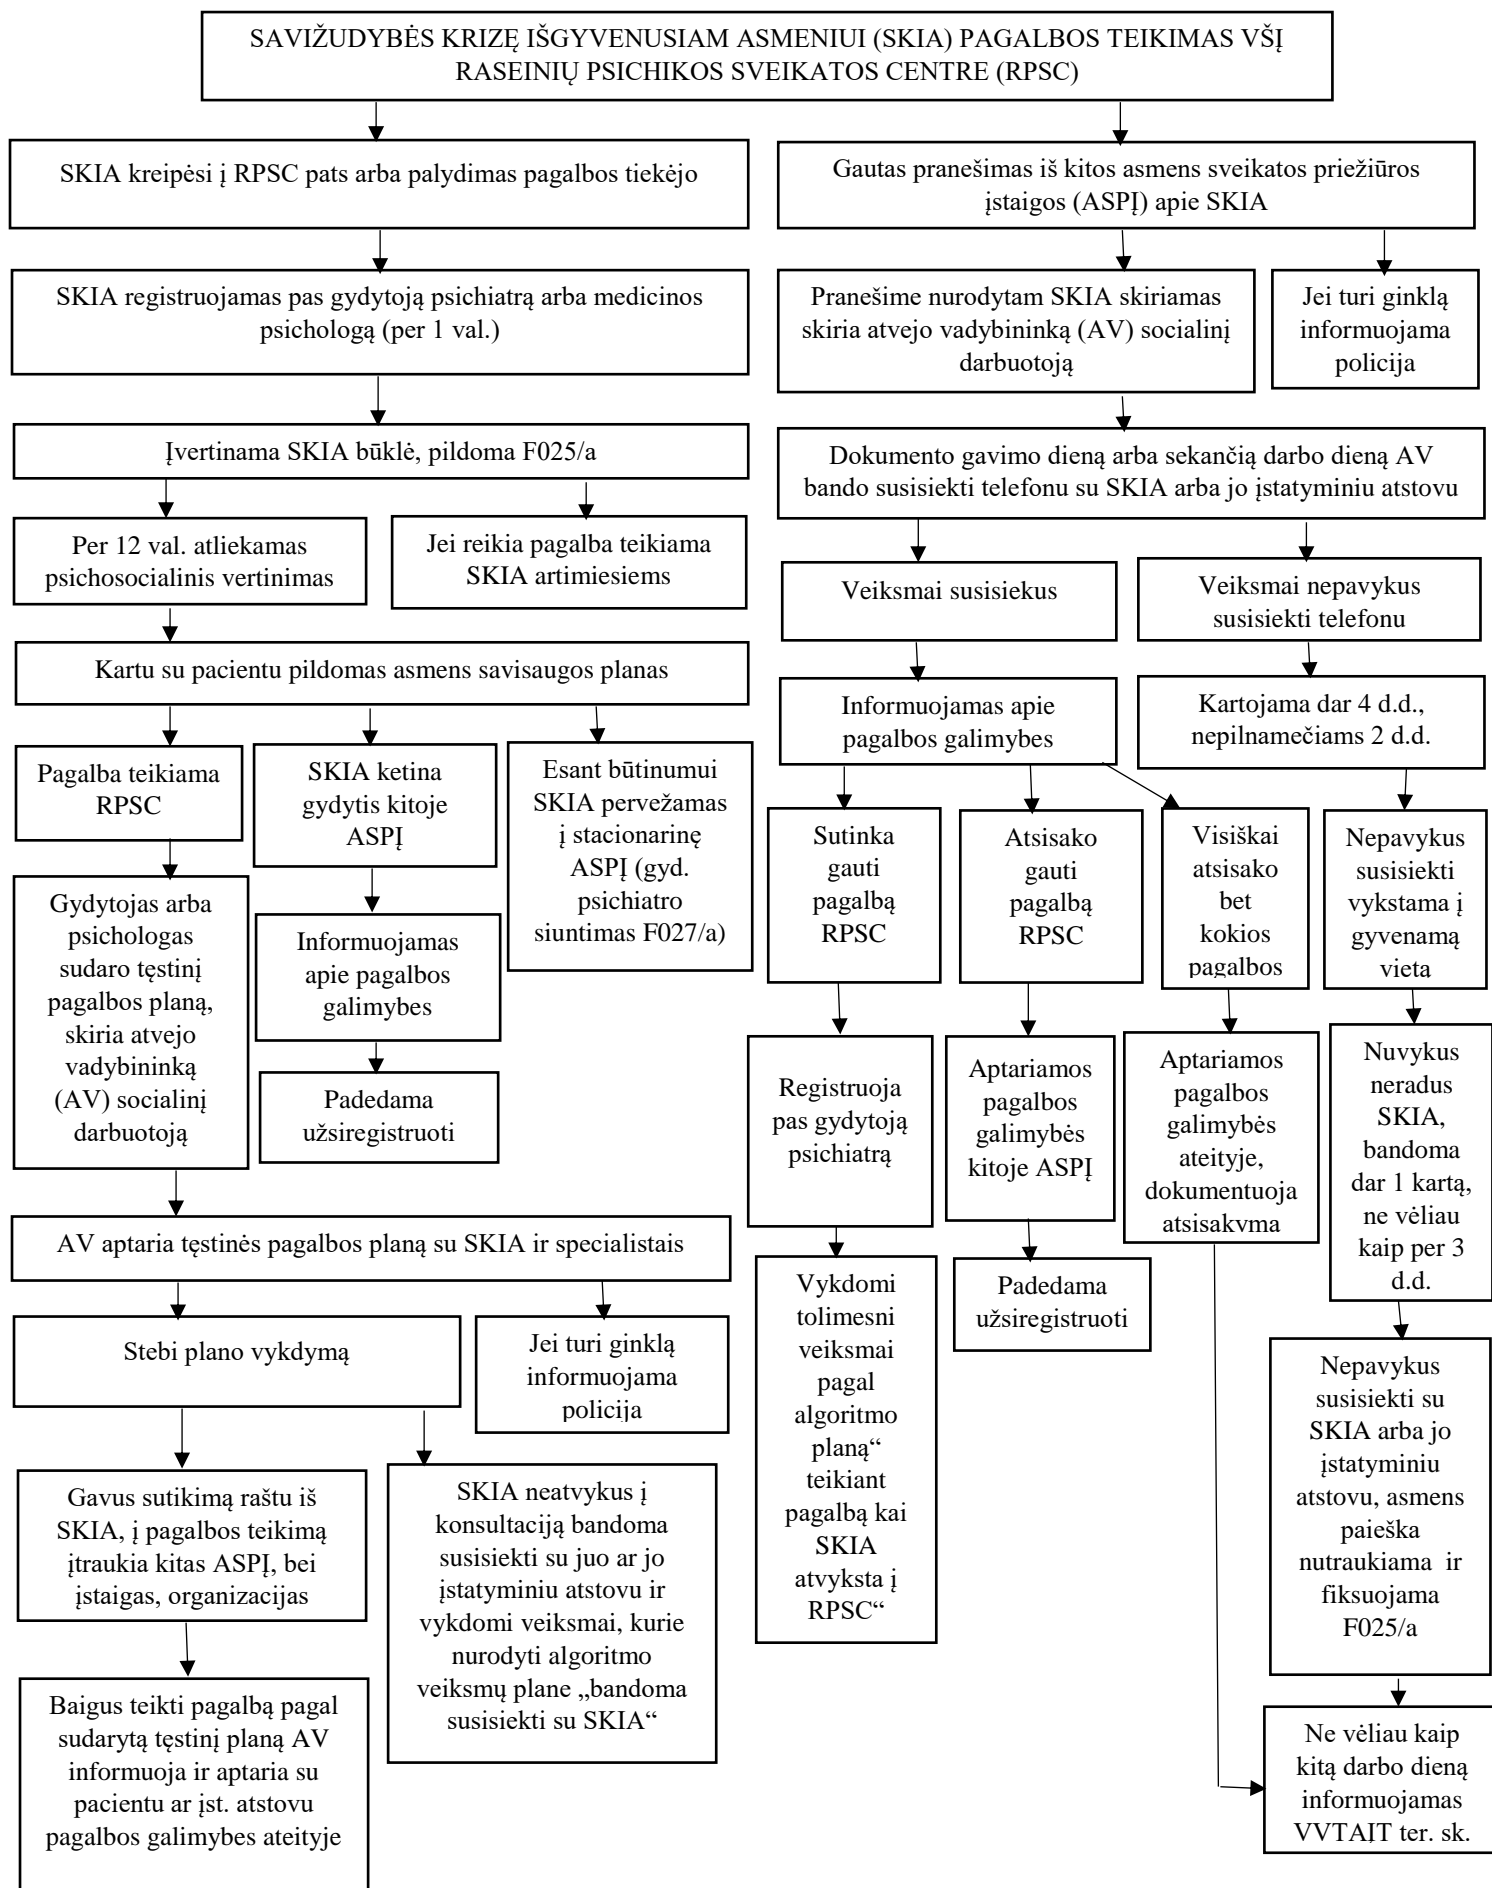 SAVIŽUDYBĖS KRIZĘ IŠGYVENUSIAM ASMENIUI (SKIA) PAGALBOS TEIKIMAS VŠĮ
RASEINIŲ PSICHIKOS SVEIKATOS CENTRE (RPSC)
SKIA kreipėsi į RPSC pats arba palydimas pagalbos tiekėjo
SKIA registruojamas pas gydytoją psichiatrą arba medicinos
psichologą (per 1 val.)
Įvertinama SKIA būklė, pildoma F025/a
Per 12 val. atliekamas
psichosocialinis vertinimas
Jei reikia pagalba teikiama
SKIA artimiesiems
Kartu su pacientu pildomas asmens savisaugos planas
Pagalba teikiama
RPSC
SKIA ketina
gydytis kitoje
ASPĮ
Esant būtinumui
SKIA pervežamas
į stacionarinę
ASPĮ (gyd.
psichiatro
siuntimas F027/a)
Gydytojas arba
psichologas
sudaro tęstinį
pagalbos planą,
skiria atvejo
vadybininką
(AV) socialinį
darbuotoją
Informuojamas
apie pagalbos
galimybes
Padedama
užsiregistruoti
AV aptaria tęstinės pagalbos planą su SKIA ir specialistais
Stebi plano vykdymą
Jei turi ginklą
informuojama
policija
Gavus sutikimą raštu iš
SKIA, į pagalbos teikimą
įtraukia kitas ASPĮ, bei
įstaigas, organizacijas
SKIA neatvykus į
konsultaciją bandoma
susisiekti su juo ar jo
įstatyminiu atstovu ir
vykdomi veiksmai, kurie
nurodyti algoritmo
veiksmų plane „bandoma
susisiekti su SKIA“
Baigus teikti pagalbą pagal
sudarytą tęstinį planą AV
informuoja ir aptaria su
pacientu ar įst. atstovu
pagalbos galimybes ateityje
Gautas pranešimas iš kitos asmens sveikatos priežiūros
įstaigos (ASPĮ) apie SKIA
Pranešime nurodytam SKIA skiriamas
skiria atvejo vadybininką (AV) socialinį
darbuotoją
Jei turi ginklą
informuojama
policija
Dokumento gavimo dieną arba sekančią darbo dieną AV
bando susisiekti telefonu su SKIA arba jo įstatyminiu atstovu
Veiksmai susisiekus
Veiksmai nepavykus
susisiekti telefonu
Informuojamas apie
pagalbos galimybes
Kartojama dar 4 d.d.,
nepilnamečiams 2 d.d.
Sutinka
gauti
pagalbą
RPSC
Atsisako
gauti
pagalbą
RPSC
Visiškai
atsisako
bet
kokios
pagalbos
Nepavykus
susisiekti
vykstama į
gyvenamą
vieta
Registruoja
pas gydytoją
psichiatrą
Aptariamos
pagalbos
galimybės
kitoje ASPĮ
Aptariamos
pagalbos
galimybės
ateityje,
dokumentuoja
atsisakyma
Nuvykus
neradus
SKIA,
bandoma
dar 1 kartą,
ne vėliau
kaip per 3
d.d.
Vykdomi
tolimesni
veiksmai
pagal
algoritmo
planą“
teikiant
pagalbą kai
SKIA
atvyksta į
RPSC“
Padedama
užsiregistruoti
Nepavykus
susisiekti su
SKIA arba jo
įstatyminiu
atstovu, asmens
paieška
nutraukiama ir
fiksuojama
F025/a
Ne vėliau kaip
kitą darbo dieną
informuojamas
VVTAĮT ter. sk.